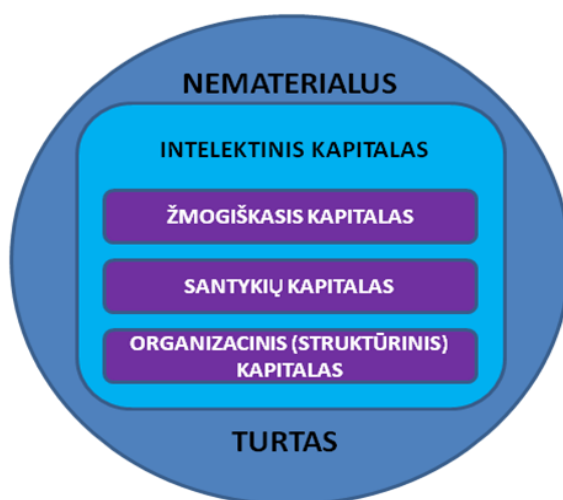 NEMATERIALUS
INTELEKTINIS KAPITALAS
ŽMOGIŠKASIS KAPITALAS
SANTYKIŲ KAPITALAS
ORGANIZACINIS (STRUKTŪRINIS)
KAPITALAS
TURTAS